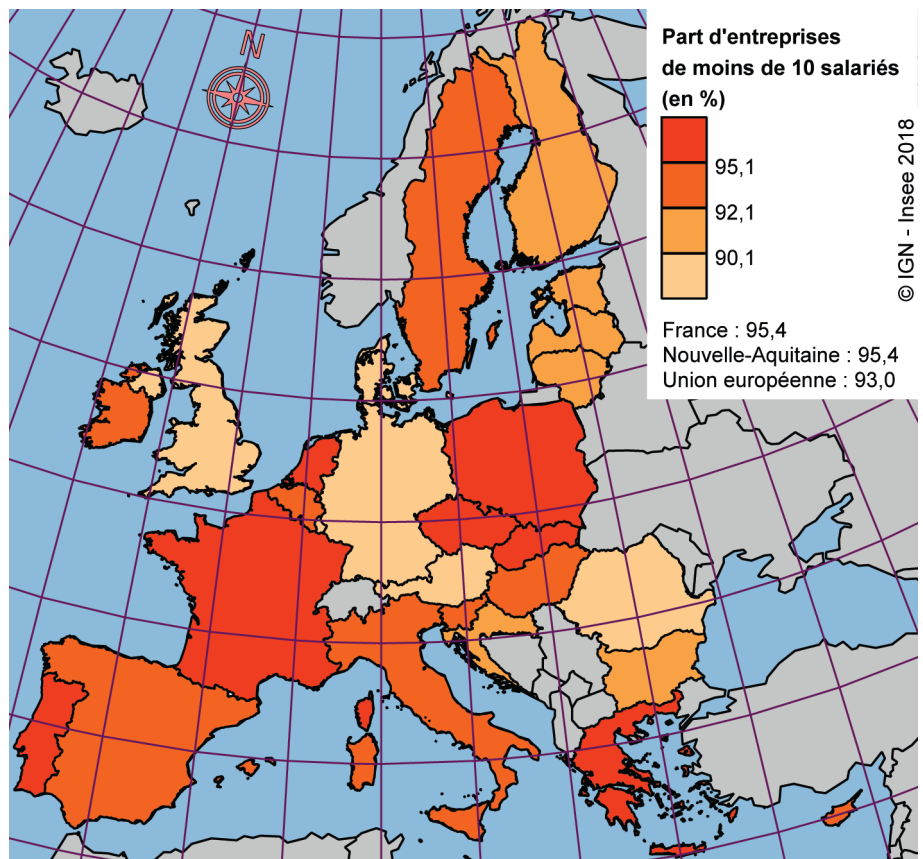 N
Part d'entreprises
de moins de 10 salariés
(en %)
95,1
92,1
90,1
France : 95,4
Nouvelle-Aquitaine : 95,4
Union européenne : 93,0
© IGN - Insee 2018